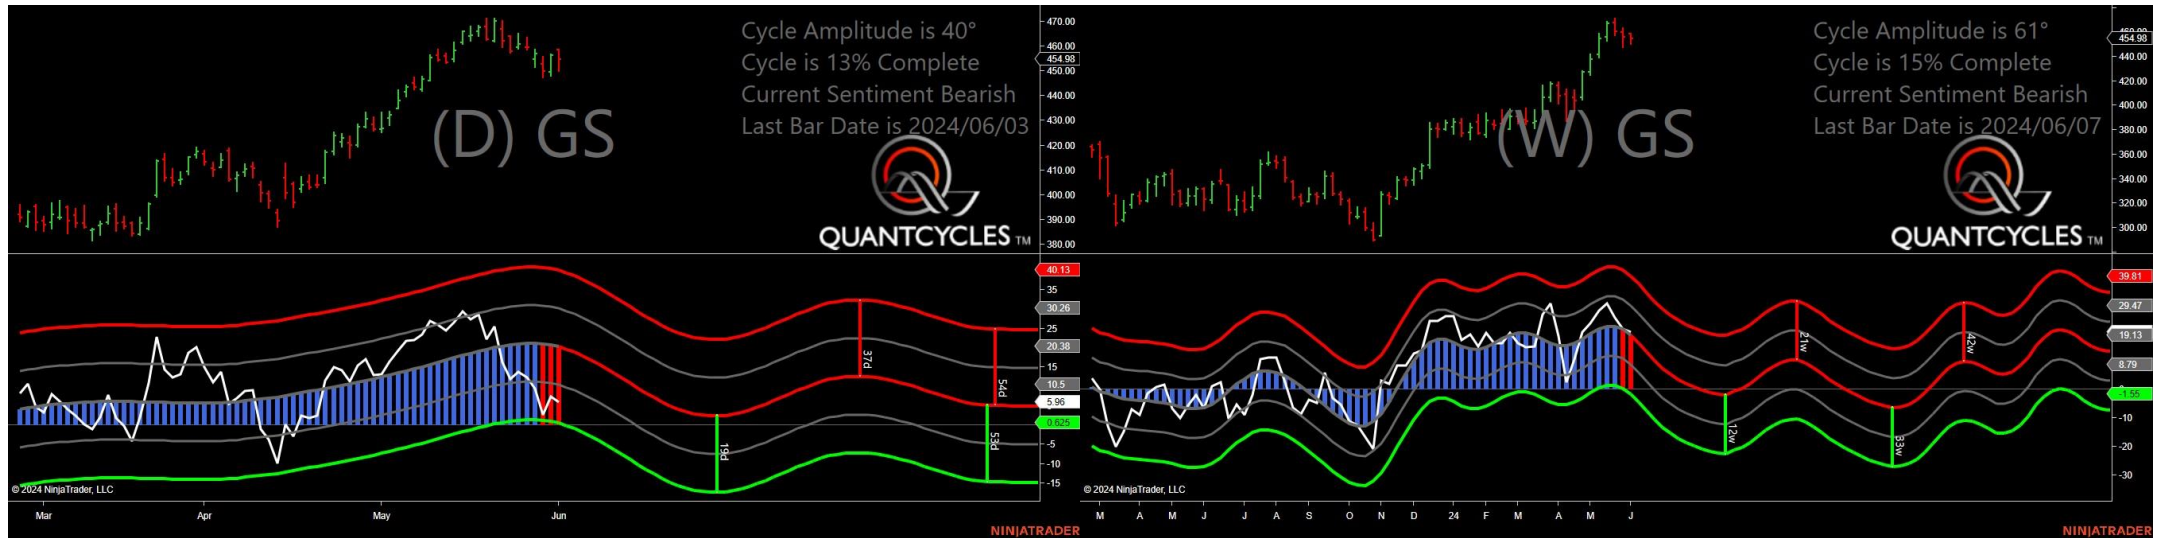 Cycle Amplitude is 40°
Cycle is 13% Complete
Current Sentiment Bearish
Last Bar Date is 2024/06/03
(D) GS
QUANTCYCLES TM
470.00
460.00
454.98
450.00
440.00
430.00
420.00
410.00
400.00
390.00
380.00
40.13
35
30.26
25
20.38
15
10.5
5.96
0.625
-5
-10
-15
19d
37d
53d
54d
© 2024 NinjaTrader, LLC
Mar
Apr
May
Jun
NINJATRADER
Cycle Amplitude is 61°
Cycle is 15% Complete
Current Sentiment Bearish
Last Bar Date is 2024/06/07
(W) GS
QUANTCYCLES TM
454.98
440.00
420.00
400.00
380.00
360.00
340.00
320.00
300.00
39.81
29.47
19.13
8.79
-1.55
-10
-20
-30
12w
21w
33w
42w
© 2024 NinjaTrader, LLC
M A M J J A S O N D 24 F M A M J
NINJATRADER